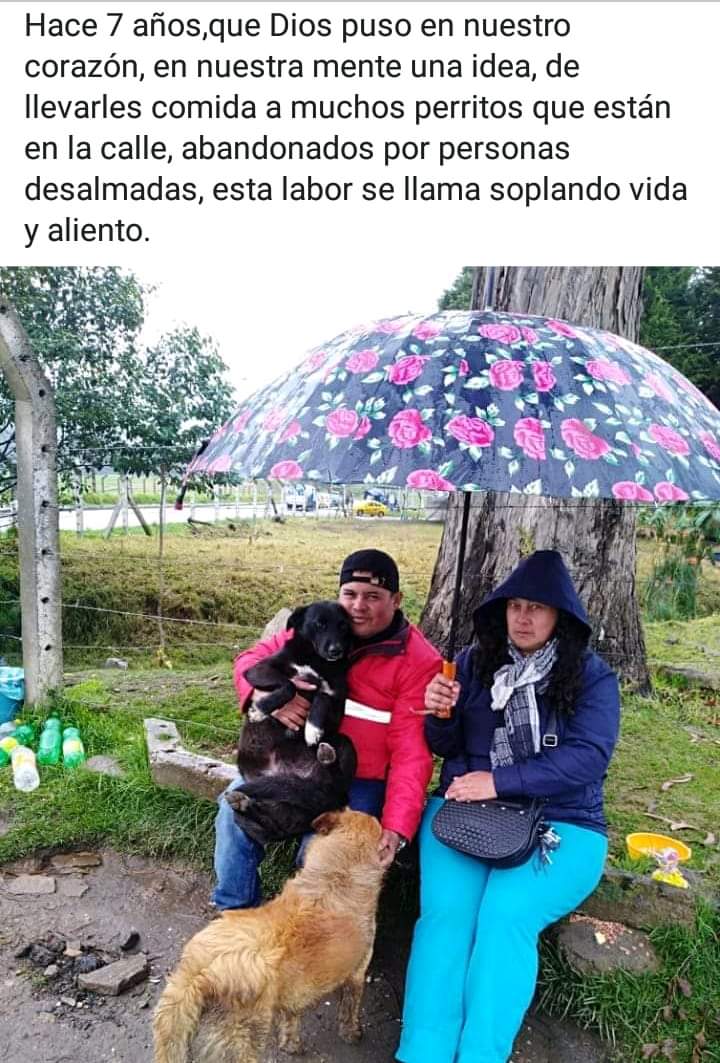 Hace 7 años,que Dios puso en nuestro
corazón, en nuestra mente una idea, de
llevarles comida a muchos perritos que están
en la calle, abandonados por personas
desalmadas, esta labor se llama soplando vida
y aliento.